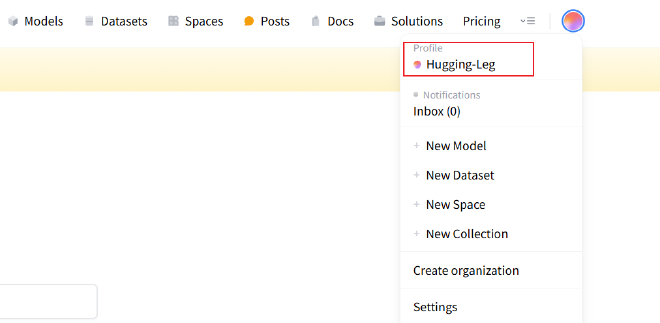 Models Datasets Spaces Posts Docs Solutions Pricing
Profile
Hugging-Leg
Notifications
Inbox (0)
+ New Model
+ New Dataset
+ New Space
+ New Collection
Create organization
Settings